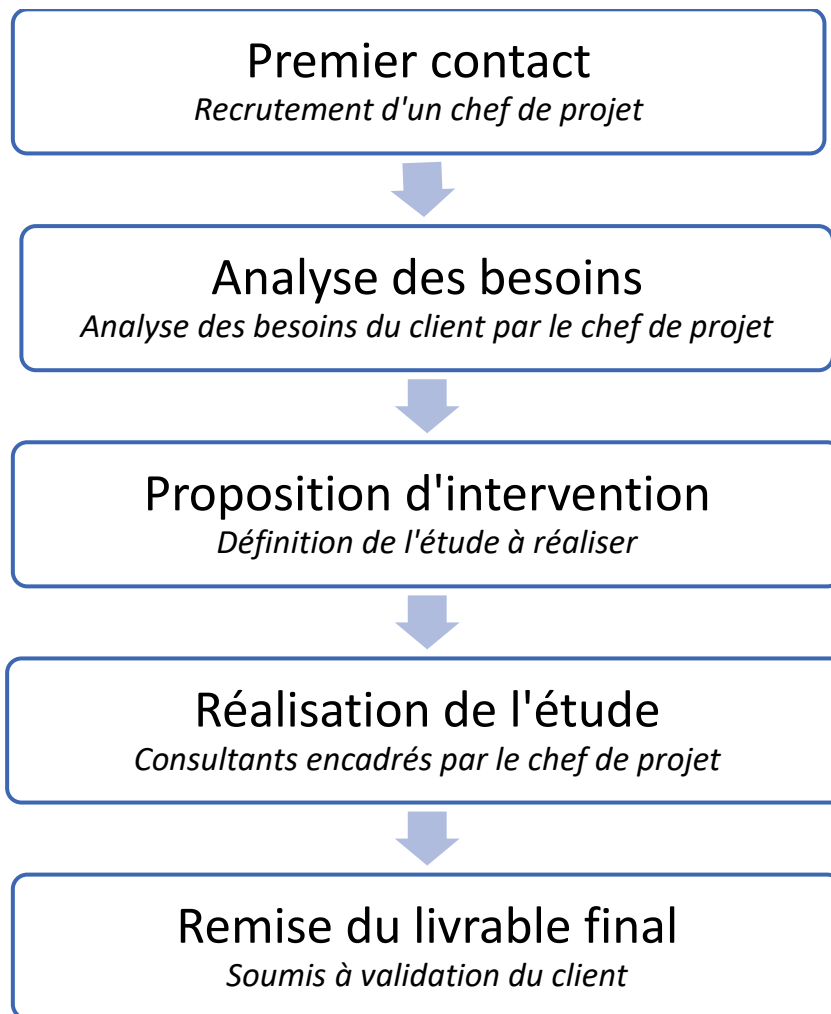 Premier contact
Recrutement d'un chef de projet
Analyse des besoins
Analyse des besoins du client par le chef de projet
Proposition d'intervention
Définition de l'étude à réaliser
Réalisation de l'étude
Consultants encadrés par le chef de projet
Remise du livrable final
Soumis à validation du client